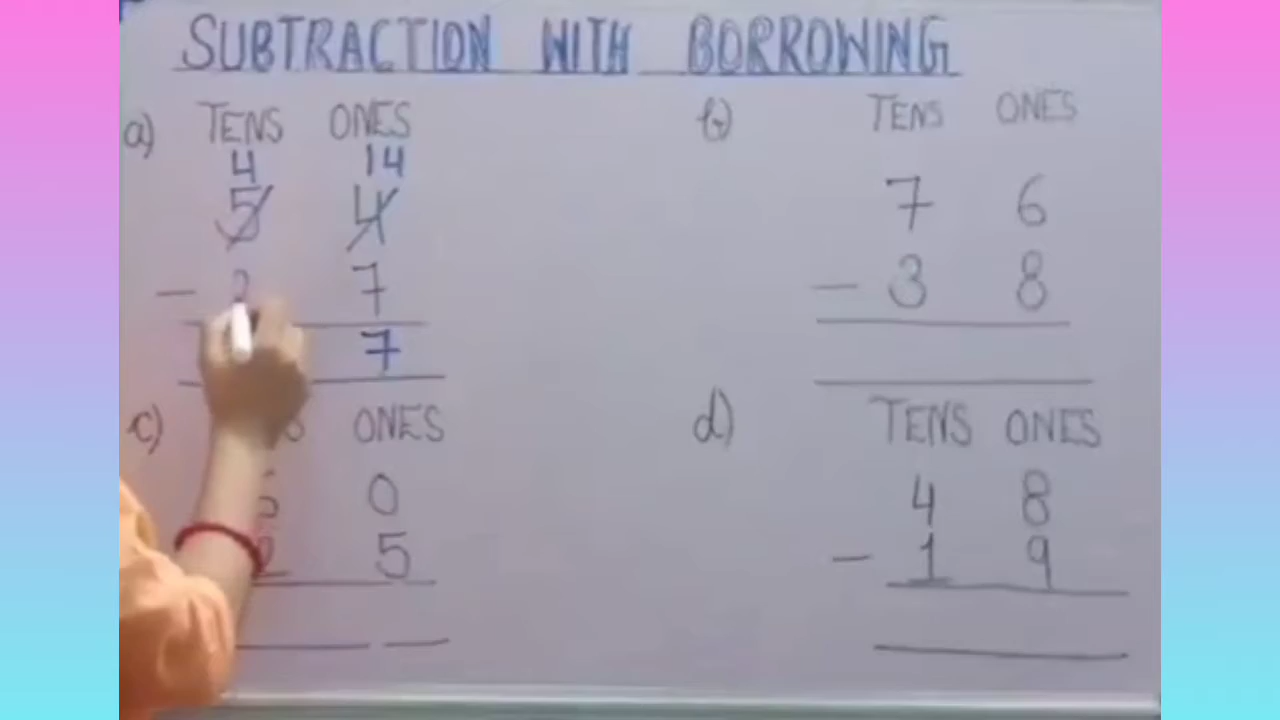 SUBTRACTION WITH BORROWING
a) TENS ONES
4 14
5 4
- 7
7
b) TENS ONES
7 6
- 3 8
c) ONES
0
2 5
d) TENS ONES
4 8
- 1 9